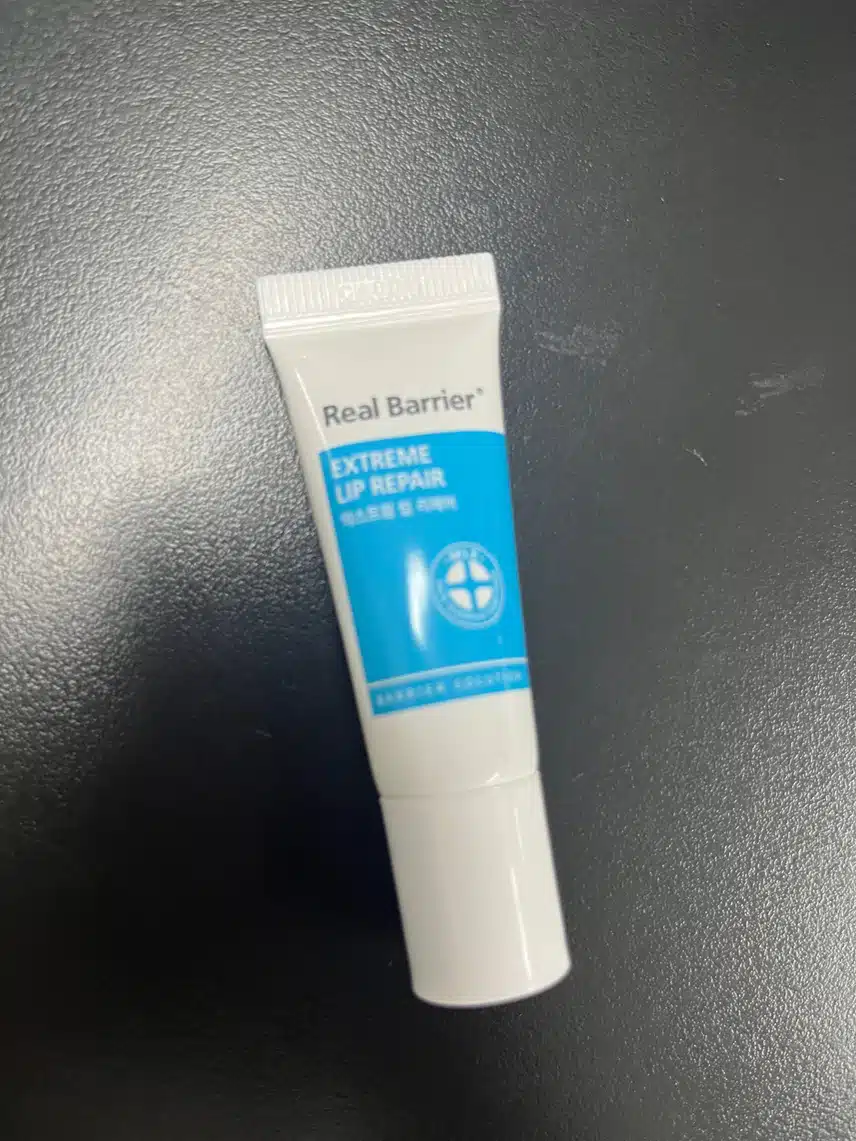 Real Barrier
EXTREME
LIP REPAIR
익스트림 립 리페어
BARRIER SOLUTION